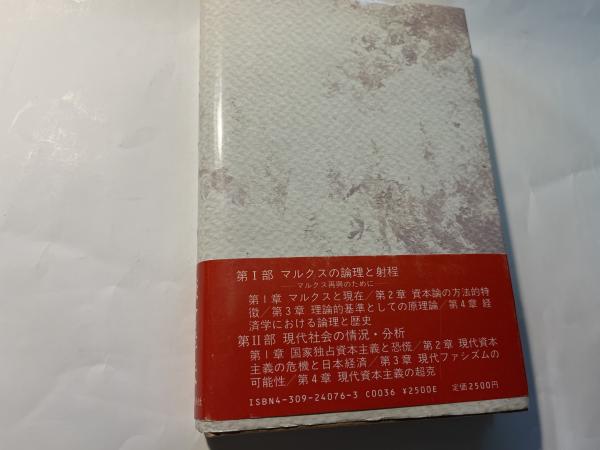 第Ⅰ部 マルクスの論理と射程
——マルクス再興のために
第1章 マルクスと現在/第2章 資本論の方法的特
徴/第3章 理論的基準としての原理論/第4章 経
済学における論理と歴史
第Ⅱ部 現代社会の情況・分析
第1章 国家独占資本主義と恐慌/第2章 現代資本
主義の危機と日本経済/第3章 現代ファシズムの
可能性/第4章 現代資本主義の超克
ISBN4-309-24076-3 C0036 ¥2500E 定価2500円